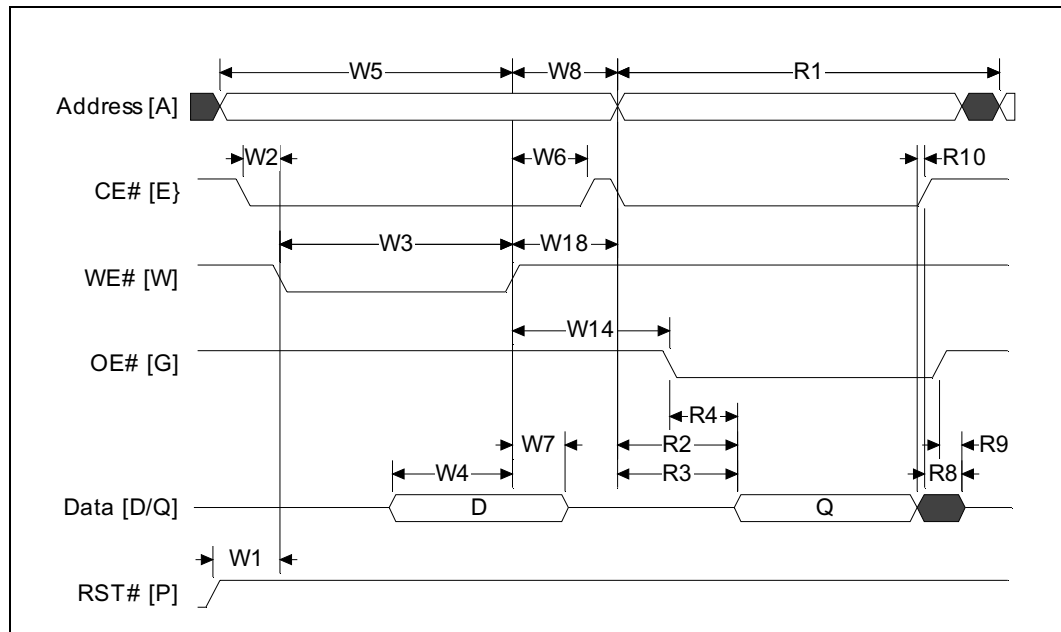 W5 W8 R1
Address [A]
W2 W6 R10
CE# [E}
W3 W18
WE# [W]
W14
OE# [G]
R4
W7 R2 R9
W4 R3 R8
Data [D/Q] D Q
W1
RST# [P]